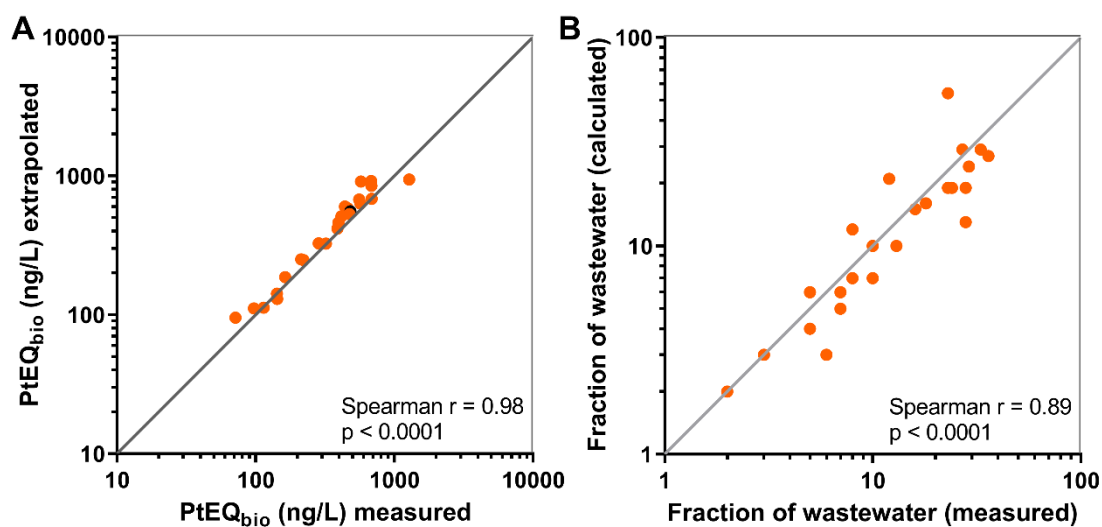 A
PtEQbio (ng/L) extrapolated
10000
1000
100
10
10
100
1000
10000
PtEQbio (ng/L) measured
Spearman r = 0.98
p < 0.0001
B
Fraction of wastewater (calculated)
100
10
1
1
10
100
Fraction of wastewater (measured)
Spearman r = 0.89
p < 0.0001